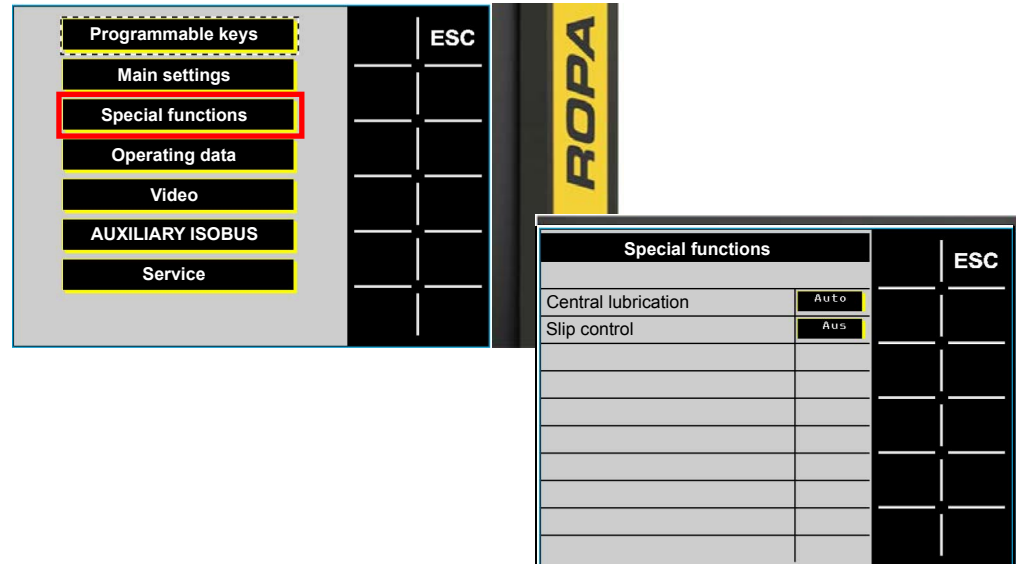 Programmable keys
ESC
Main settings
Special functions
Operating data
Video
AUXILIARY ISOBUS
Service
ROPA
Special functions
ESC
Central lubrication Auto
Slip control Aus